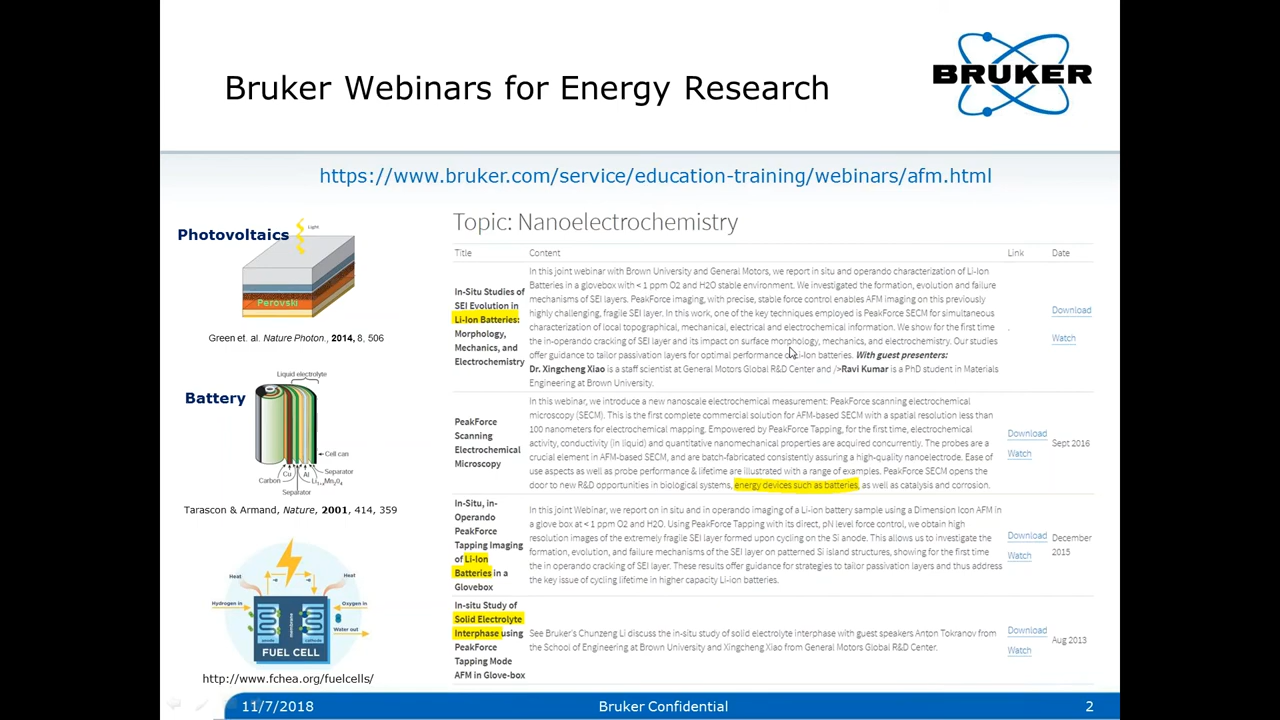 BRUKER
Bruker Webinars for Energy Research
https://www.bruker.com/service/education-training/webinars/afm.html
Photovoltaics
Light
Perovski
Green et. al. Nature Photon., 2014, 8, 506
Battery
Liquid electrolyte
Cell can
Separator
Cu
Al
Carbon
Separator
Tarascon & Armand, Nature, 2001, 414, 359
Heat
Heat
Hydrogen in
Oxygen in
membrane
Water out
FUEL CELL
http://www.fchea.org/fuelcells/
Topic: Nanoelectrochemistry
Title Content Link Date
In-Situ Studies of
SEI Evolution in
Li-Ion Batteries:
Morphology,
Mechanics, and
Electrochemistry
In this joint webinar with Brown University and General Motors, we report in situ and operando characterization of Li-Ion
Batteries in a glovebox with < 1 ppm O2 and H2O stable environment. We investigated the formation, evolution and failure
mechanisms of SEI layers. PeakForce imaging, with precise, stable force control enables AFM imaging on this previously
highly challenging, fragile SEI layer. In this work, one of the key techniques employed is PeakForce SECM for simultaneous
characterization of local topographical, mechanical, electrical and electrochemical information. We show for the first time
the in-operando cracking of SEI layer and its impact on surface morphology, mechanics, and electrochemistry. Our studies
offer guidance to tailor passivation layers for optimal performance of Li-Ion batteries. With guest presenters:
Dr. Xingcheng Xiao is a staff scientist at General Motors Global R&D Center and />Ravi Kumar is a PhD student in Materials
Engineering at Brown University.
Download
Watch
PeakForce
Scanning
Electrochemical
Microscopy
In this webinar, we introduce a new nanoscale electrochemical measurement: PeakForce scanning electrochemical
microscopy (SECM). This is the first complete commercial solution for AFM-based SECM with a spatial resolution less than
100 nanometers for electrochemical mapping. Empowered by PeakForce Tapping, for the first time, electrochemical
activity, conductivity (in liquid) and quantitative nanomechanical properties are acquired concurrently. The probes are a
crucial element in AFM-based SECM, and are batch-fabricated consistently assuring a high-quality nanoelectrode. Ease of
use aspects as well as probe performance & lifetime are illustrated with a range of examples. PeakForce SECM opens the
door to new R&D opportunities in biological systems, energy devices such as batteries, as well as catalysis and corrosion.
Download
Watch
Sept 2016
In-Situ, in-
Operando
PeakForce
Tapping Imaging
of Li-Ion
Batteries in a
Glovebox
In this joint Webinar, we report on in situ and in operando imaging of a Li-ion battery sample using a Dimension Icon AFM in
a glove box at < 1 ppm O2 and H2O. Using PeakForce Tapping with its direct, pN level force control, we obtain high
resolution images of the extremely fragile SEI layer formed upon cycling on the Si anode. This allows us to investigate the
formation, evolution, and failure mechanisms of the SEI layer on patterned Si island structures, showing for the first time
the in operando cracking of SEI layer. These results offer guidance for strategies to tailor passivation layers and thus address
the key issue of cycling lifetime in higher capacity Li-ion batteries.
Download
Watch
December
2015
In-situ Study of
Solid Electrolyte
Interphase using
PeakForce
Tapping Mode
AFM in Glove-box
See Bruker's Chunzeng Li discuss the in-situ study of solid electrolyte interphase with guest speakers Anton Tokranov from
the School of Engineering at Brown University and Xingcheng Xiao from General Motors Global R&D Center.
Download
Watch
Aug 2013
11/7/2018
Bruker Confidential
2